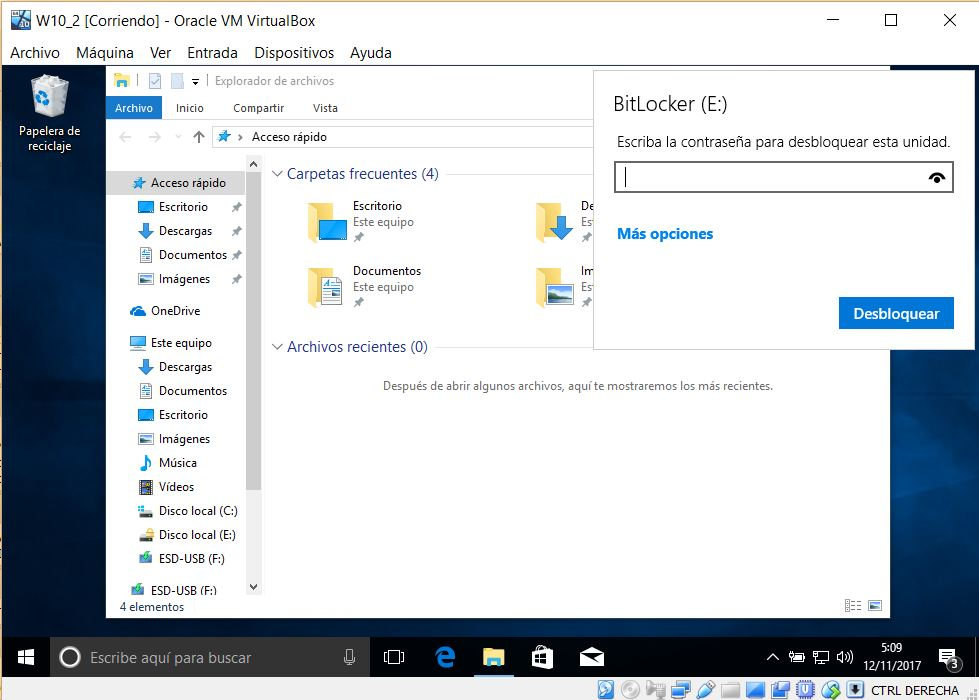 W10_2 [Corriendo] - Oracle VM VirtualBox
Archivo Máquina Ver Entrada Dispositivos Ayuda
Papelera de
reciclaje
Explorador de archivos
Archivo Inicio Compartir Vista
Acceso rápido
Acceso rápido
Escritorio
Descargas
Documentos
Imágenes
OneDrive
Este equipo
Descargas
Documentos
Escritorio
Imágenes
Música
Vídeos
Disco local (C:)
Disco local (E:)
ESD-USB (F:)
ESD-USB (F:)
4 elementos
Carpetas frecuentes (4)
Escritorio
Este equipo
Documentos
Este equipo
De
Es
Im
Es
Archivos recientes (0)
Después de abrir algunos archivos, aquí te mostraremos los más recientes.
BitLocker (E:)
Escriba la contraseña para desbloquear esta unidad.
Más opciones
Desbloquear
Escribe aquí para buscar
5:09
12/11/2017
3
CTRL DERECHA